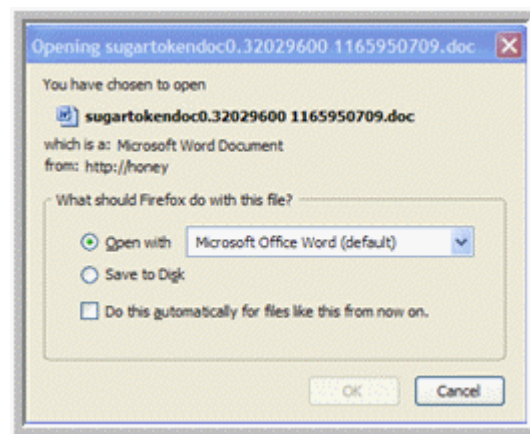 Opening sugartokendoc0.32029600 1165950709.doc
You have chosen to open
sugartokendoc0.32029600 1165950709.doc
which is a: Microsoft Word Document
from: http://honey
What should Firefox do with this file?
Open with Microsoft Office Word (default)
Save to Disk
Do this automatically for files like this from now on.
OK Cancel